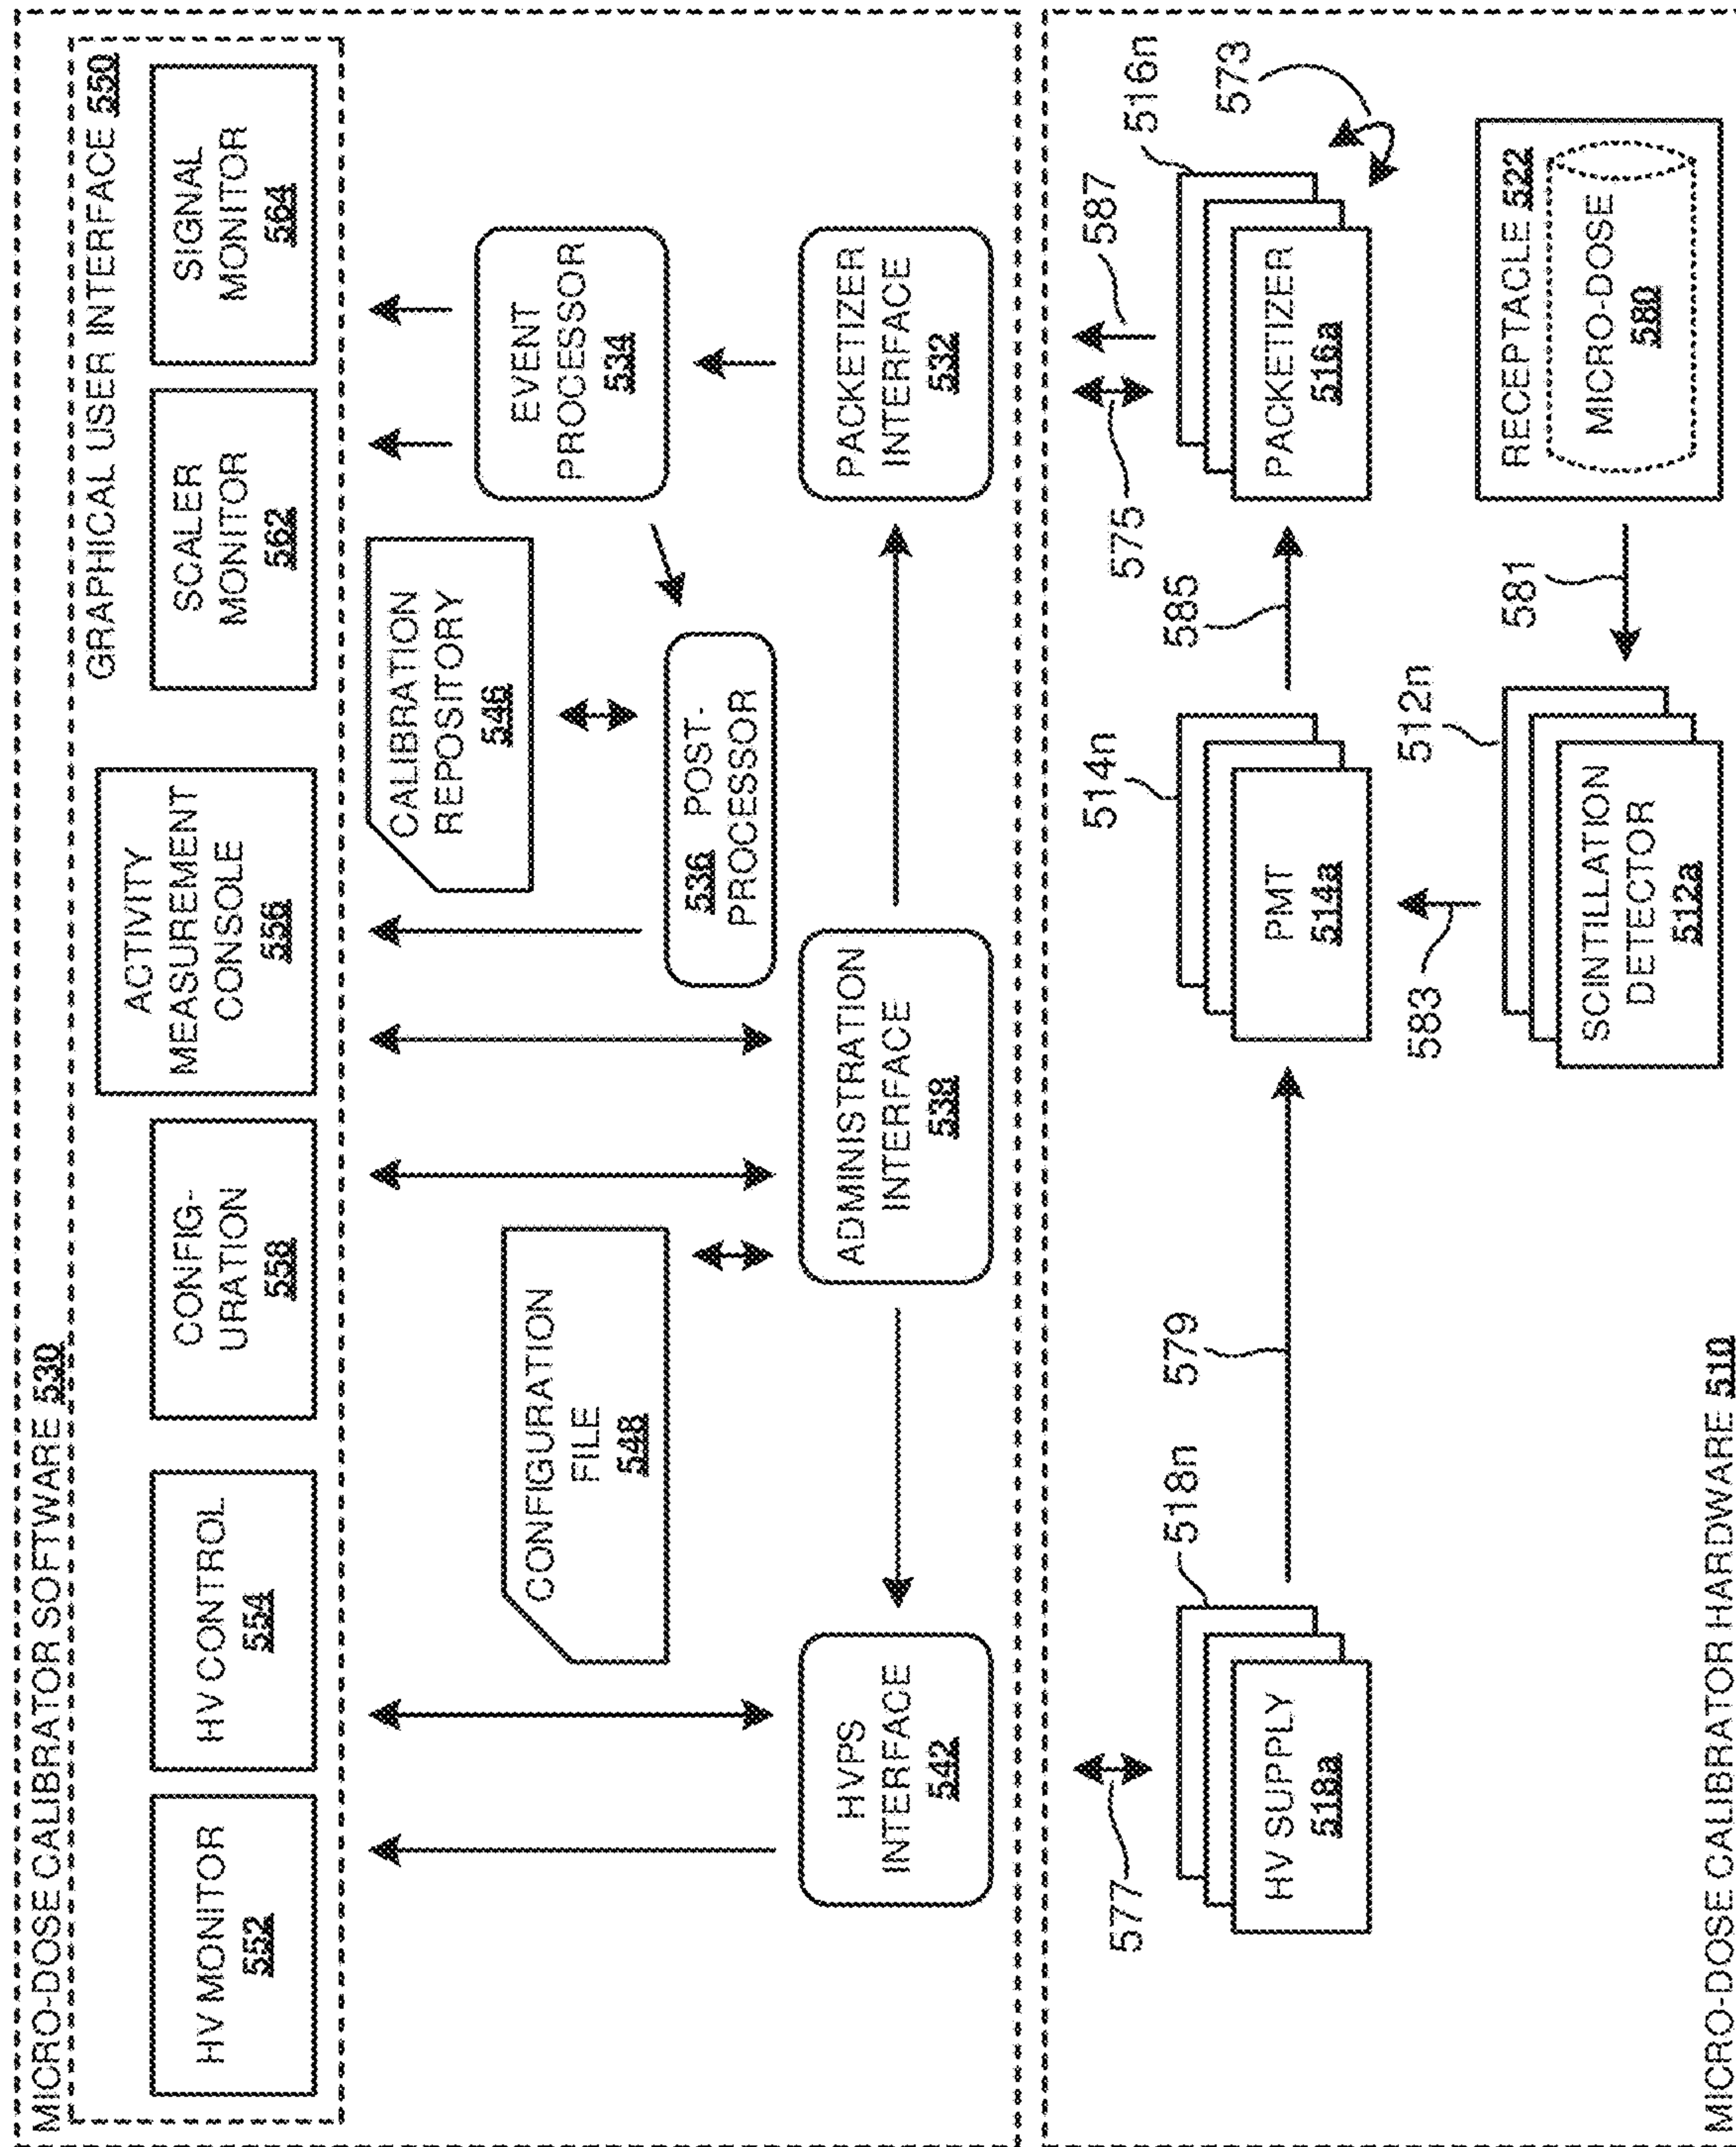 MICRO-DOSE CALIBRATOR SOFTWARE 530
GRAPHICAL USER INTERFACE 550
HV MONITOR
552
HV CONTROL
554
CONFIG-
URATION
558
ACTIVITY
MEASUREMENT
CONSOLE
556
SCALER
MONITOR
562
SIGNAL
MONITOR
564
CONFIGURATION
FILE
548
CALIBRATION
REPOSITORY
546
EVENT
PROCESSOR
534
536 POST-
PROCESSOR
HVPS
INTERFACE
542
ADMINISTRATION
INTERFACE
538
PACKETIZER
INTERFACE
532
577
518n
HV SUPPLY
518a
579
514n
PMT
514a
585
575
587
516n
573
PACKETIZER
516a
583
512n
SCINTILLATION
DETECTOR
512a
581
RECEPTACLE 522
MICRO-DOSE
580
MICRO-DOSE CALIBRATOR HARDWARE 510